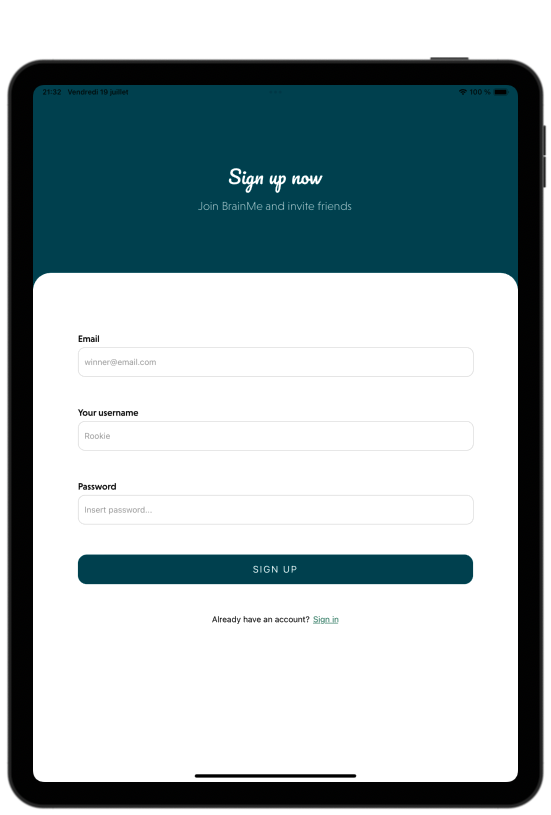 21:32 Vendredi 19 juillet
100 %
Sign up now
Join BrainMe and invite friends
Email
winner@email.com
Your username
Rookie
Password
Insert password...
SIGN UP
Already have an account? Sign in